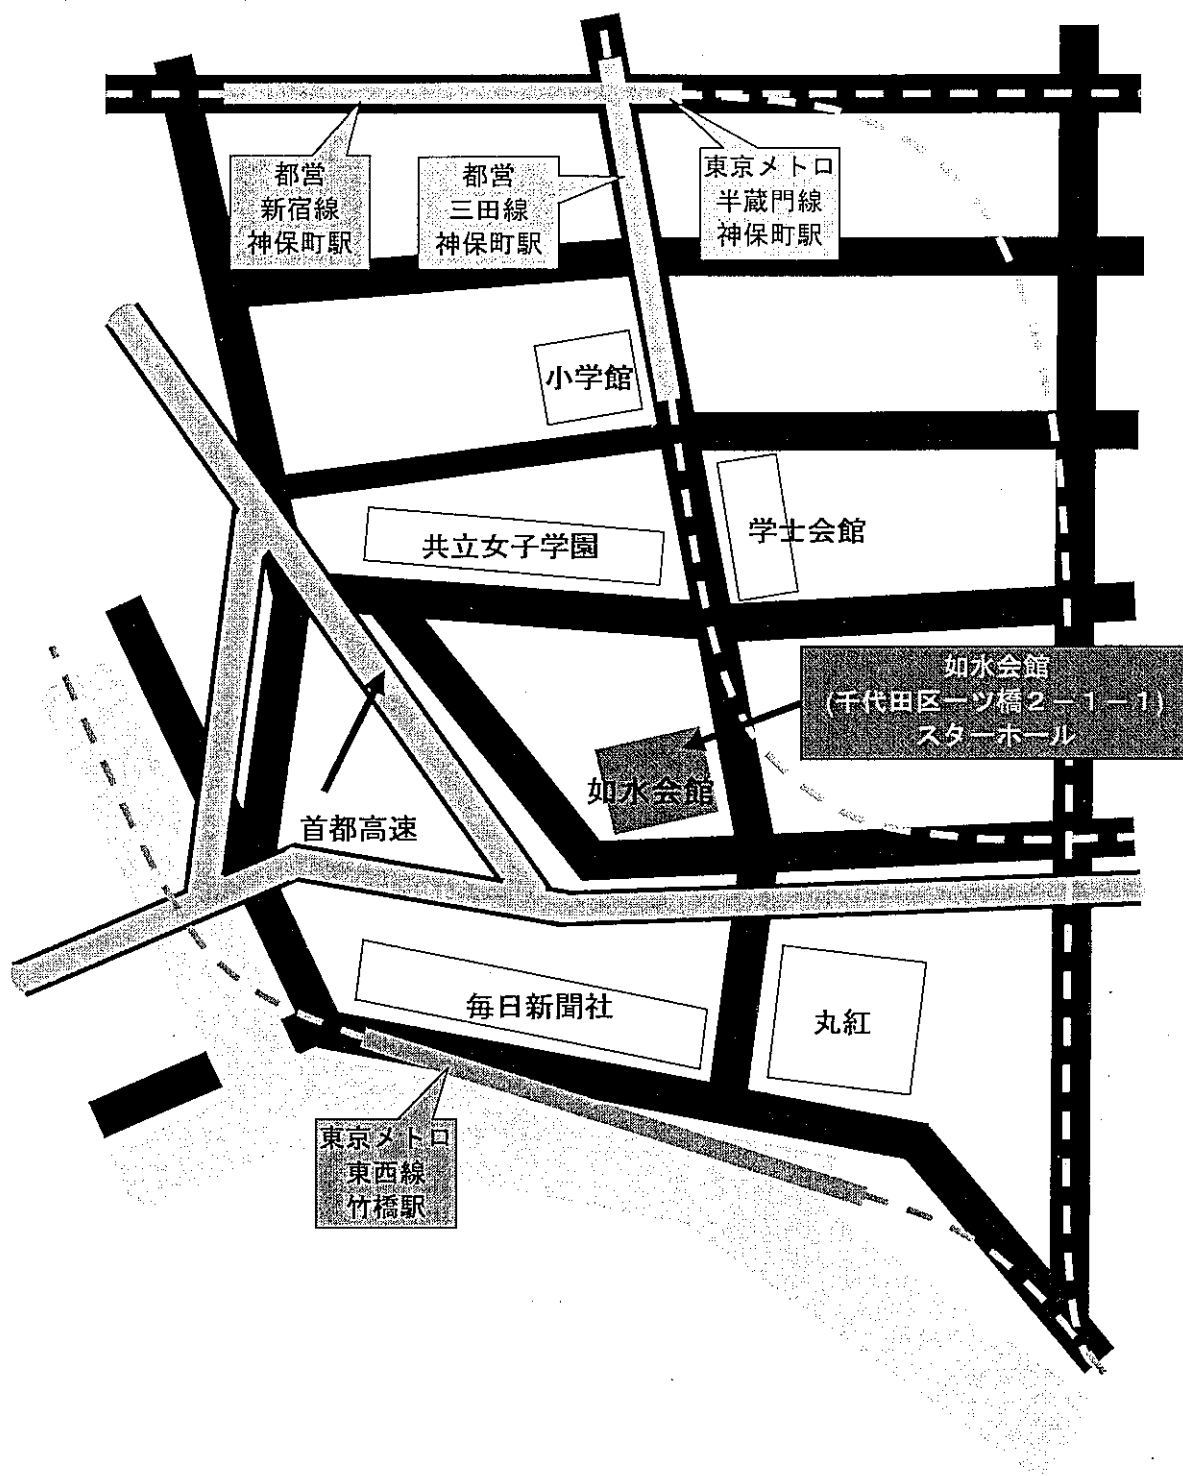 都営
新宿線
神保町駅
都営
三田線
神保町駅
東京メトロ
半蔵門線
神保町駅
小学館
学士会館
共立女子学園
如水会館
(千代田区一ツ橋2-1-1)
スターホール
如水会館
首都高速
毎日新聞社
丸紅
東京メトロ
東西線
竹橋駅